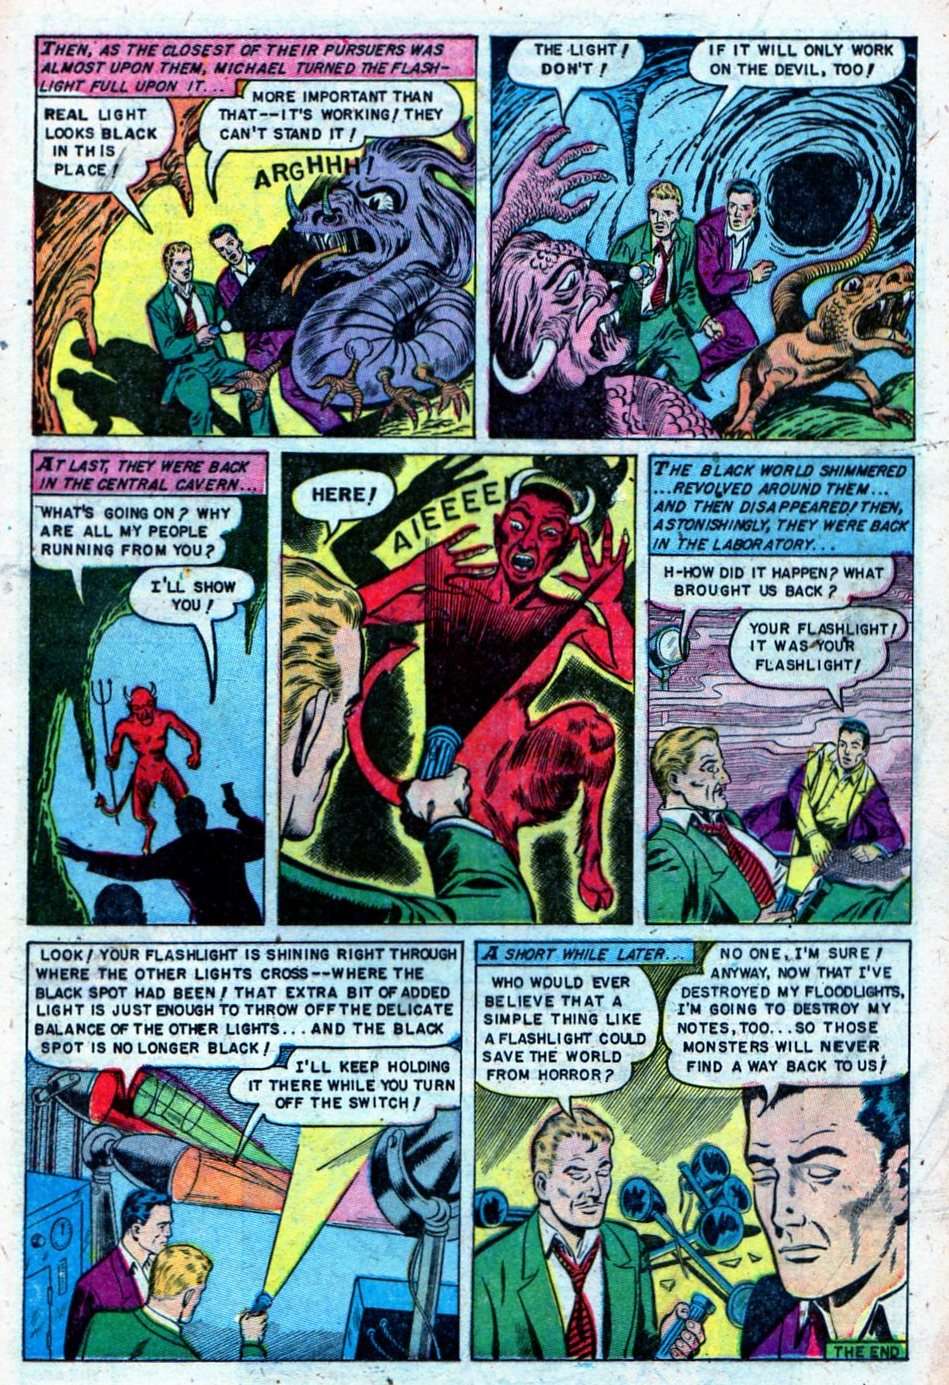 THEN, AS THE CLOSEST OF THEIR PURSUERS WAS
ALMOST UPON THEM, MICHAEL TURNED THE FLASH-
LIGHT FULL UPON IT...
REAL LIGHT
LOOKS BLACK
IN THIS
PLACE!
MORE IMPORTANT THAN
THAT--IT'S WORKING! THEY
CAN'T STAND IT!
ARGHHH!
THE LIGHT!
DON'T!
IF IT WILL ONLY WORK
ON THE DEVIL, TOO!
AT LAST, THEY WERE BACK
IN THE CENTRAL CAVERN...
WHAT'S GOING ON? WHY
ARE ALL MY PEOPLE
RUNNING FROM YOU?
I'LL SHOW
YOU!
HERE!
AIEEEE
THE BLACK WORLD SHIMMERED
...REVOLVED AROUND THEM...
AND THEN DISAPPEARED! THEN,
ASTONISHINGLY, THEY WERE BACK
IN THE LABORATORY...
H-HOW DID IT HAPPEN? WHAT
BROUGHT US BACK?
YOUR FLASHLIGHT!
IT WAS YOUR
FLASHLIGHT!
LOOK! YOUR FLASHLIGHT IS SHINING RIGHT THROUGH
WHERE THE OTHER LIGHTS CROSS--WHERE THE
BLACK SPOT HAD BEEN! THAT EXTRA BIT OF ADDED
LIGHT IS JUST ENOUGH TO THROW OFF THE DELICATE
BALANCE OF THE OTHER LIGHTS...AND THE BLACK
SPOT IS NO LONGER BLACK!
I'LL KEEP HOLDING
IT THERE WHILE YOU TURN
OFF THE SWITCH!
A SHORT WHILE LATER...
WHO WOULD EVER
BELIEVE THAT A
SIMPLE THING LIKE
A FLASHLIGHT COULD
SAVE THE WORLD
FROM HORROR?
NO ONE, I'M SURE!
ANYWAY, NOW THAT I'VE
DESTROYED MY FLOODLIGHTS,
I'M GOING TO DESTROY MY
NOTES, TOO...SO THOSE
MONSTERS WILL NEVER
FIND A WAY BACK TO US!
THE END